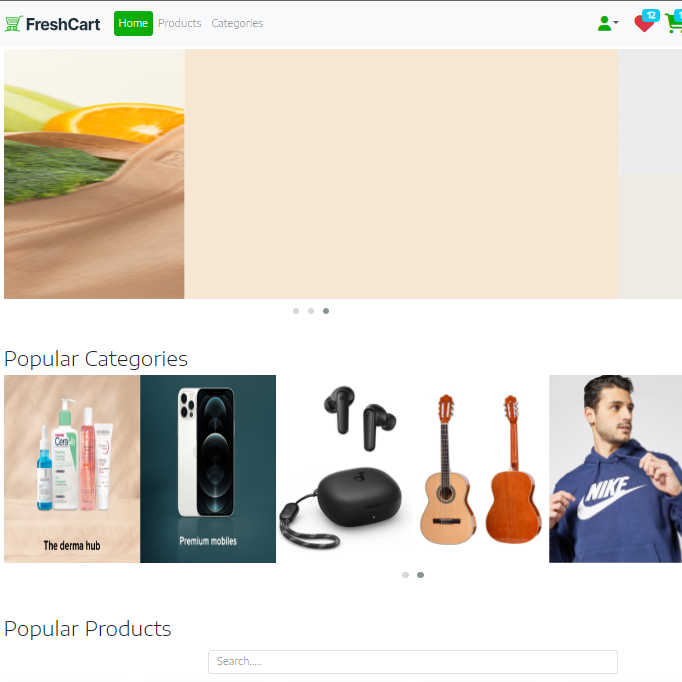 FreshCart Home Products Categories 12
Popular Categories
CeraVe
The derma hub
Premium mobiles
NIKE
Popular Products
Search.....